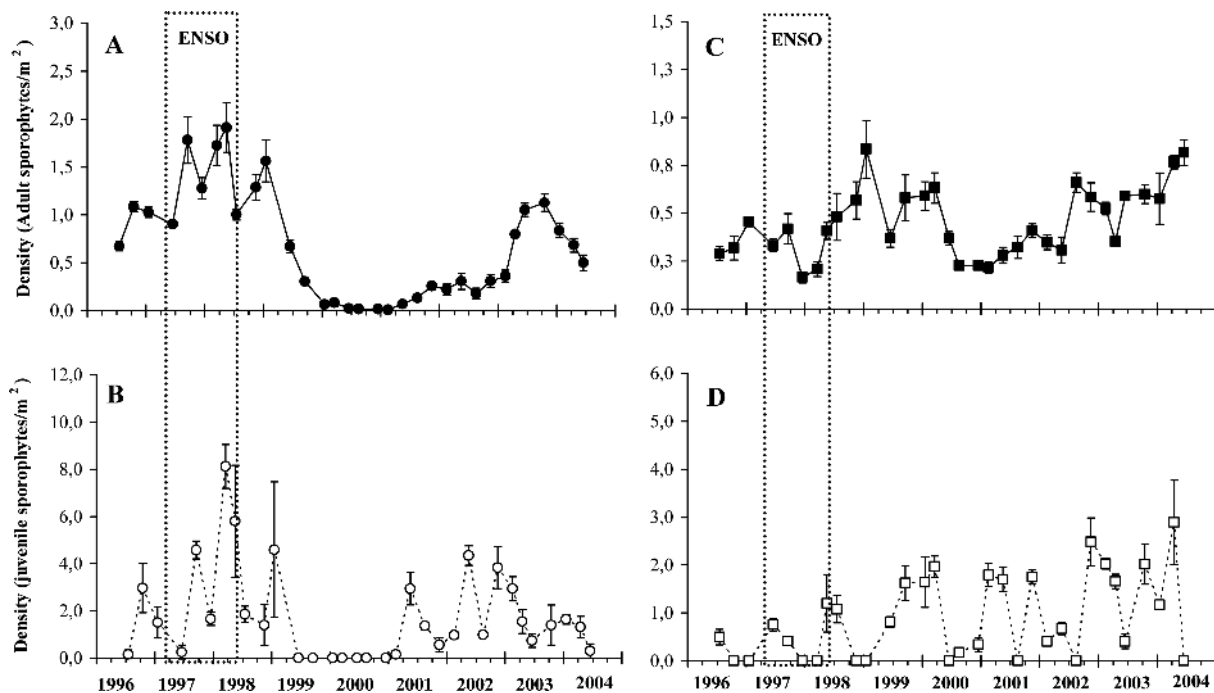 Density (Adult sporophytes/m²)
3,0
2,5
2,0
1,5
1,0
0,5
0,0
A
ENSO
1,5
1,3
1,0
0,8
0,5
0,3
0,0
C
ENSO
Density (juvenile sporophytes/m²)
12,0
10,0
8,0
6,0
4,0
2,0
0,0
B
1996 1997 1998 1999 2000 2001 2002 2003 2004
6,0
5,0
4,0
3,0
2,0
1,0
0,0
D
1996 1997 1998 1999 2000 2001 2002 2003 2004